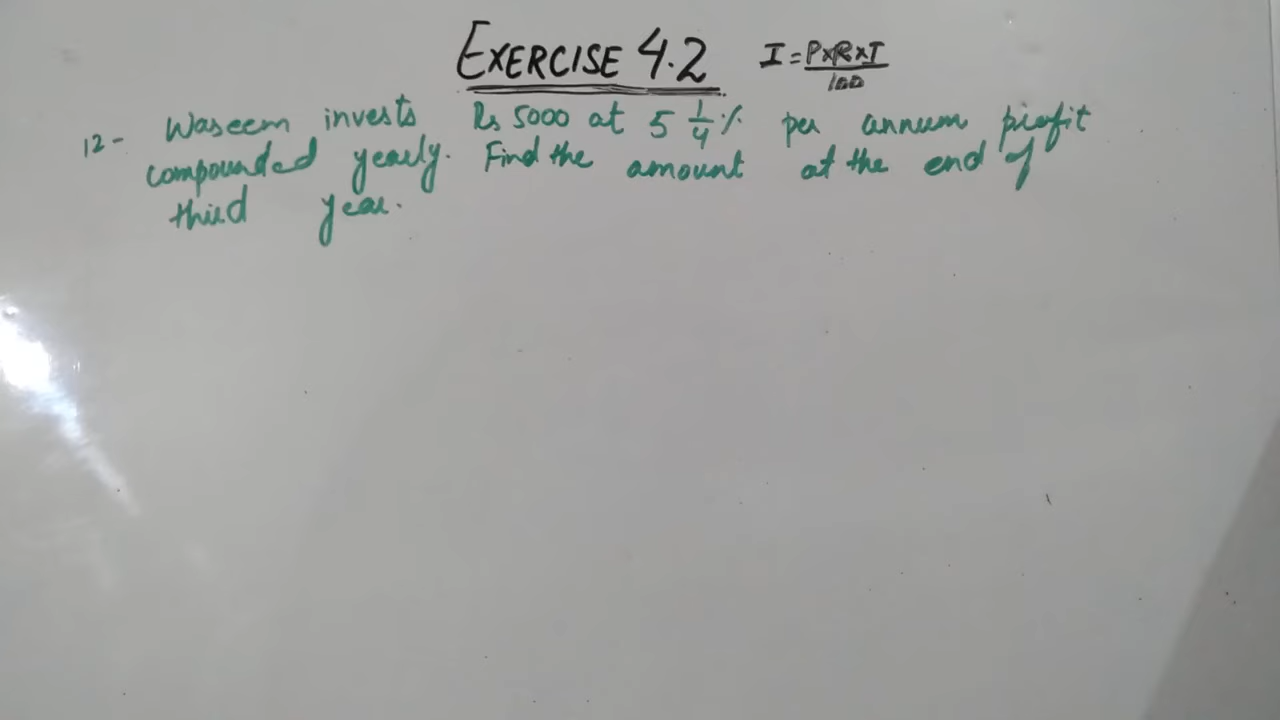 EXERCISE 4.2 I = P×R×T/100
12- Waseem invests Rs 5000 at 5 1/4 % per annum profit
compounded yearly. Find the amount at the end of
third year.